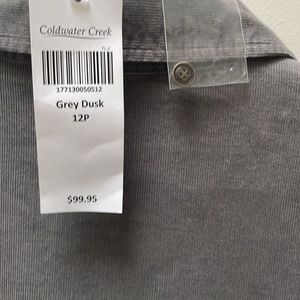 Coldwater Creek
177130050512
Grey Dusk
12P
$99.95